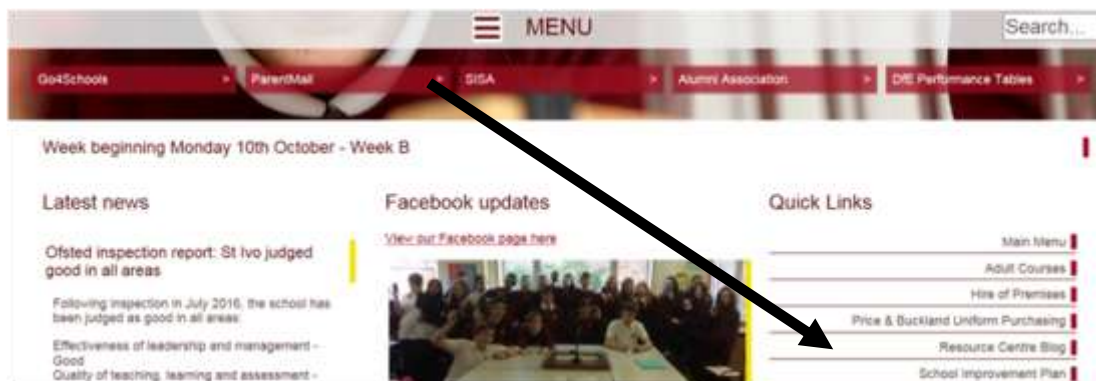 MENU
Search...
Go4Schools >
ParentMail >
SISA >
Alumni Association >
DfE Performance Tables >
Week beginning Monday 10th October - Week B
Latest news
Ofsted inspection report: St Ivo judged
good in all areas
Following inspection in July 2016, the school has
been judged as good in all areas:
Effectiveness of leadership and management -
Good
Quality of teaching, learning and assessment -
Facebook updates
View our Facebook page here
Quick Links
Main Menu
Adult Courses
Hire of Premises
Price & Buckland Uniform Purchasing
Resource Centre Blog
School Improvement Plan